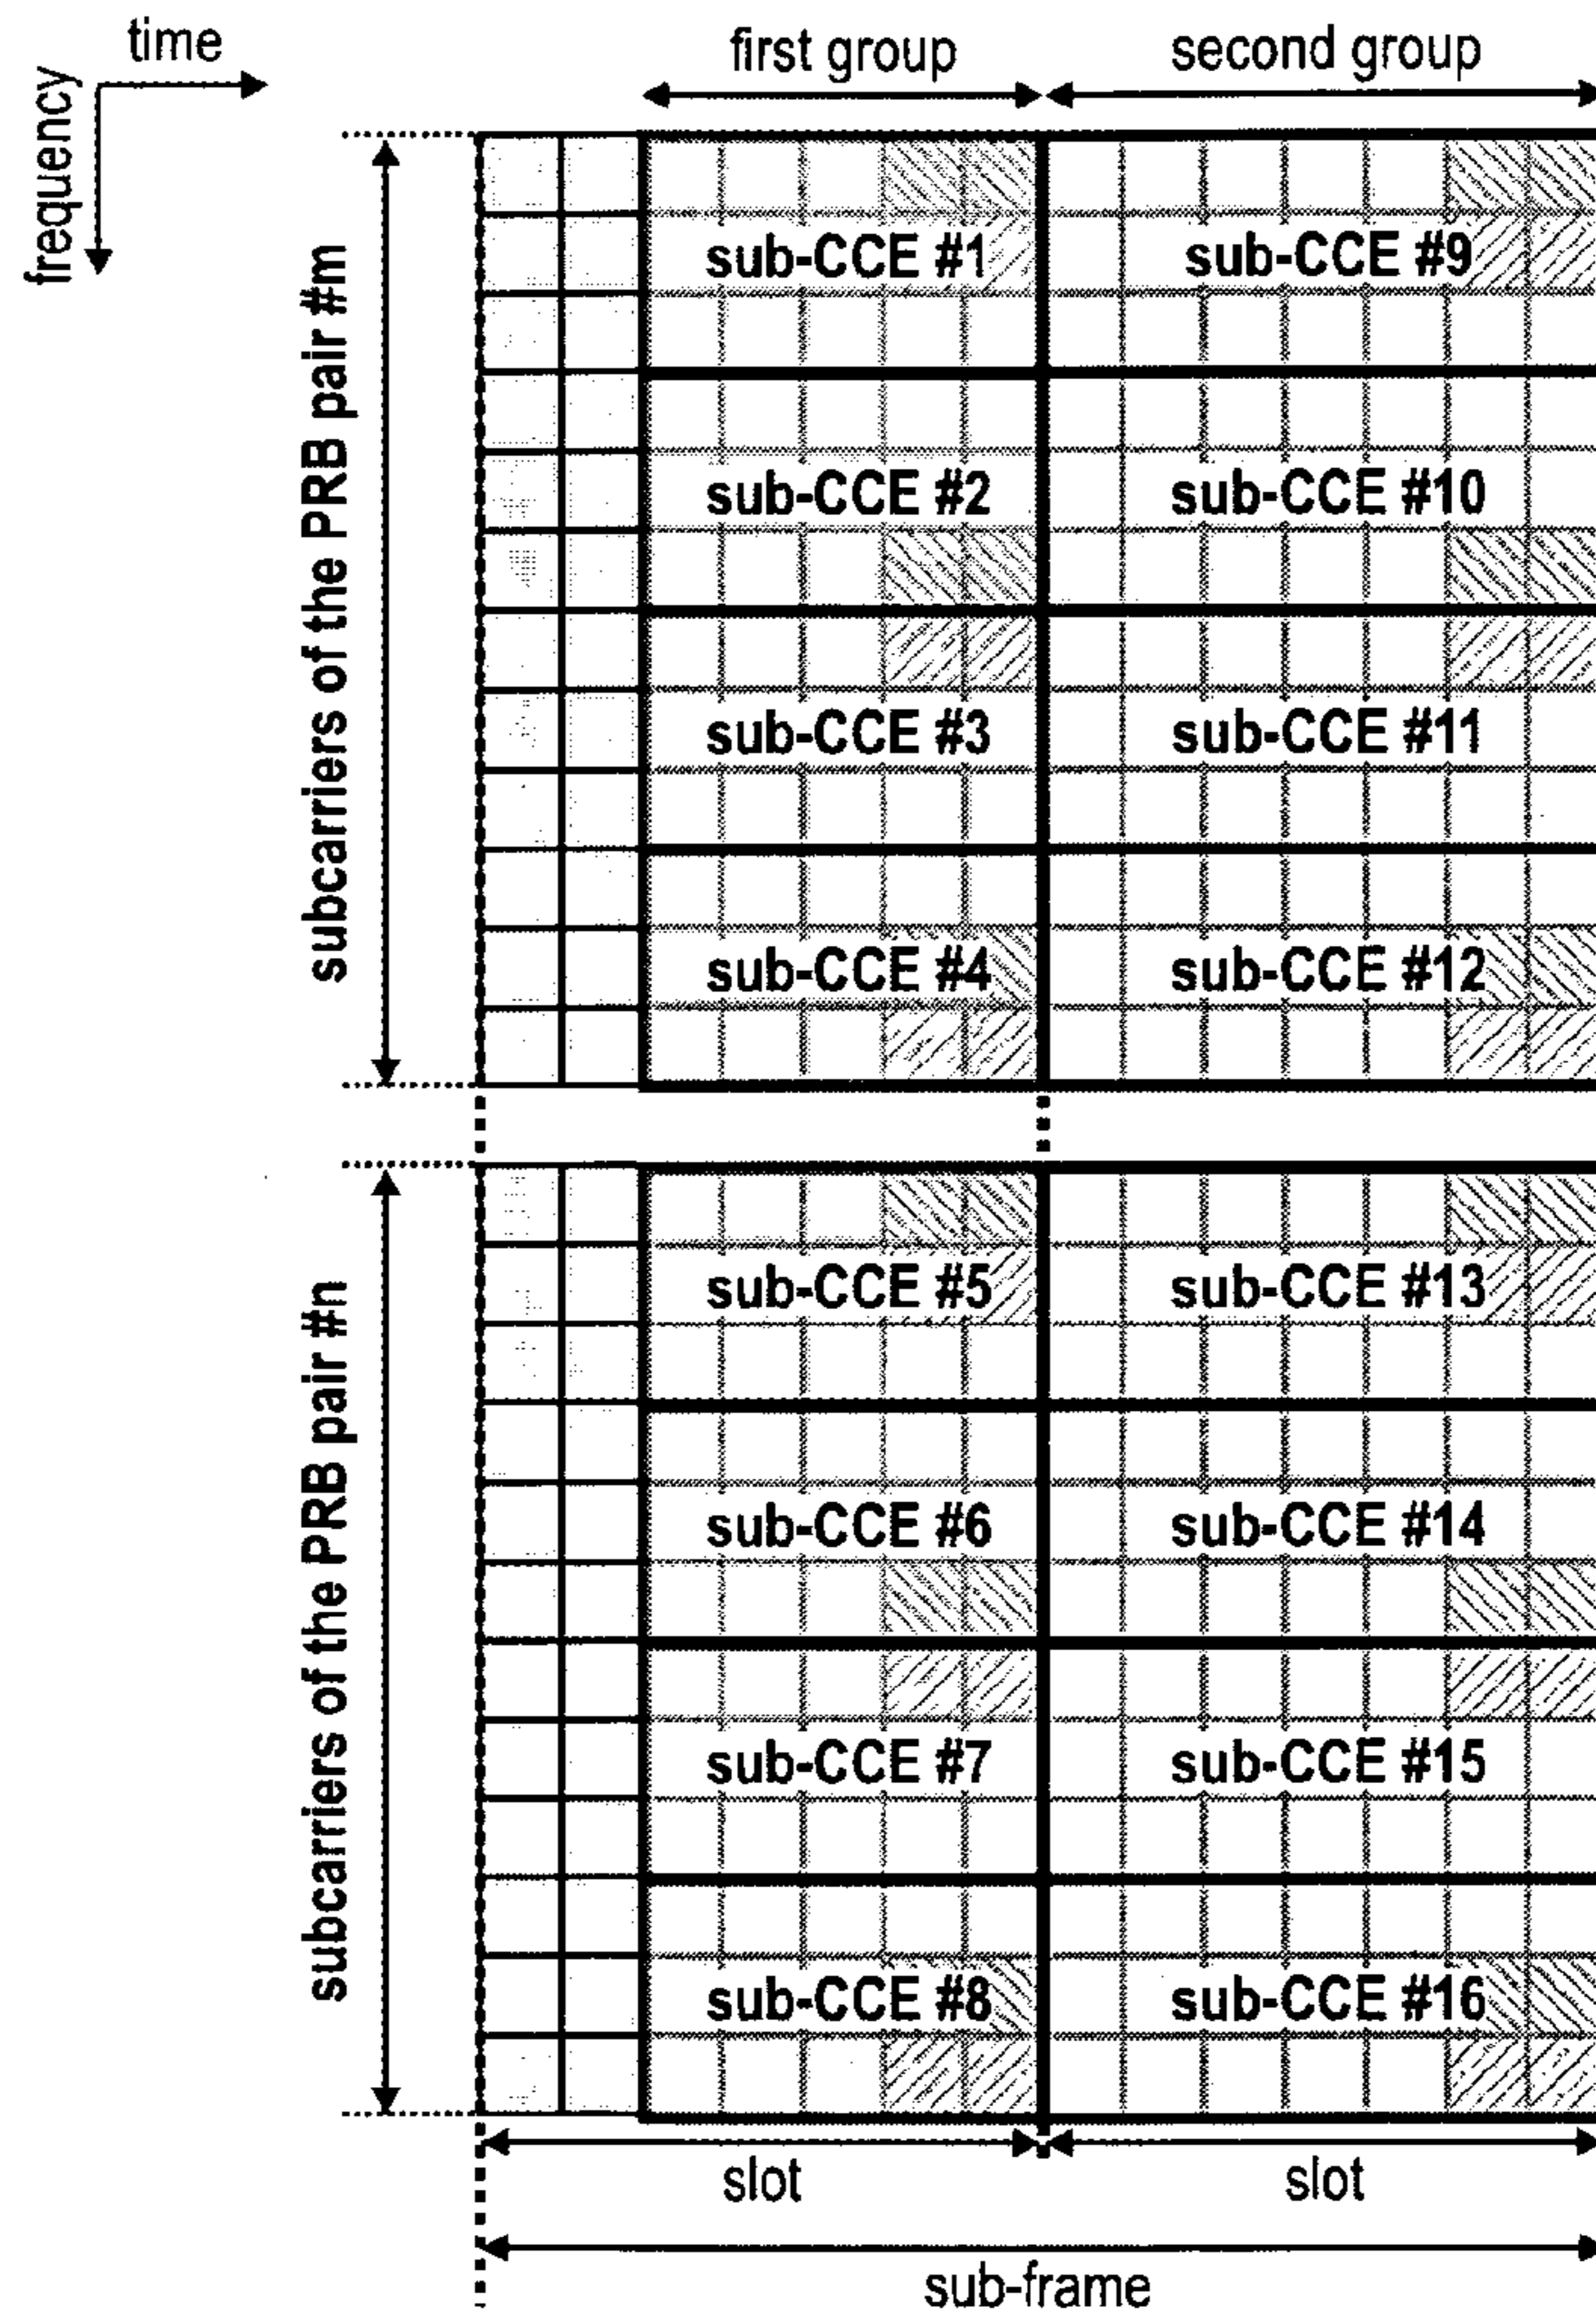 time
first group
second group
frequency
subcarriers of the PRB pair #m
sub-CCE #1
sub-CCE #9
sub-CCE #2
sub-CCE #10
sub-CCE #3
sub-CCE #11
sub-CCE #4
sub-CCE #12
subcarriers of the PRB pair #n
sub-CCE #5
sub-CCE #13
sub-CCE #6
sub-CCE #14
sub-CCE #7
sub-CCE #15
sub-CCE #8
sub-CCE #16
slot
slot
sub-frame